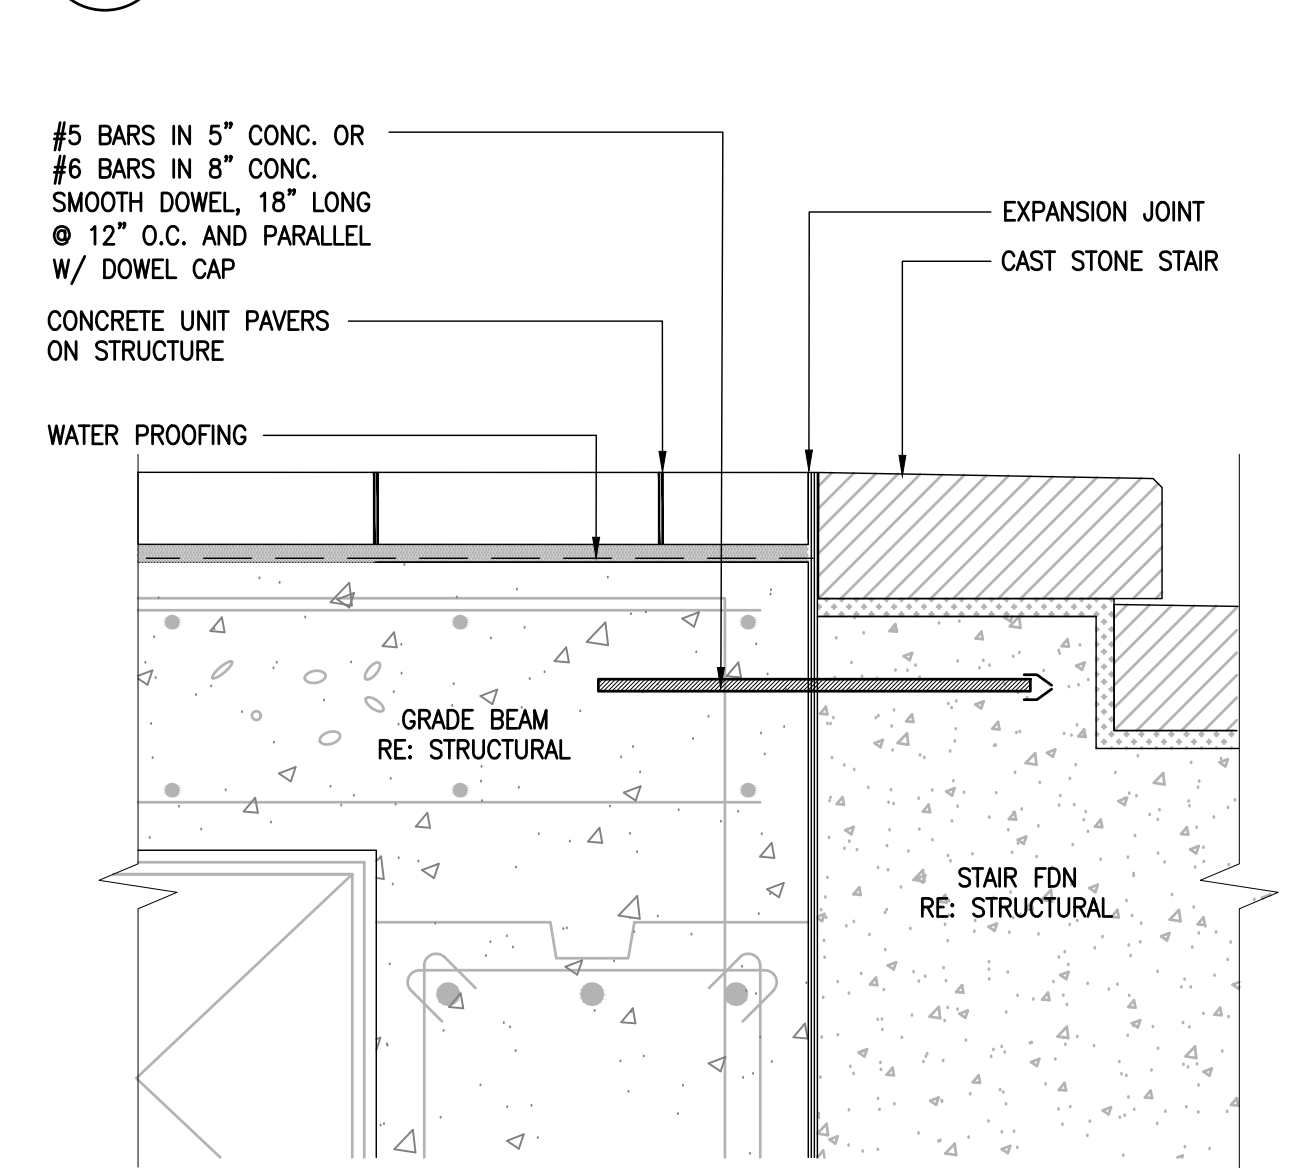 #5 BARS IN 5” CONC. OR
#6 BARS IN 8” CONC.
SMOOTH DOWEL, 18” LONG
@ 12” O.C. AND PARALLEL
W/ DOWEL CAP
CONCRETE UNIT PAVERS
ON STRUCTURE
WATER PROOFING
EXPANSION JOINT
CAST STONE STAIR
GRADE BEAM
RE: STRUCTURAL
STAIR FDN
RE: STRUCTURAL